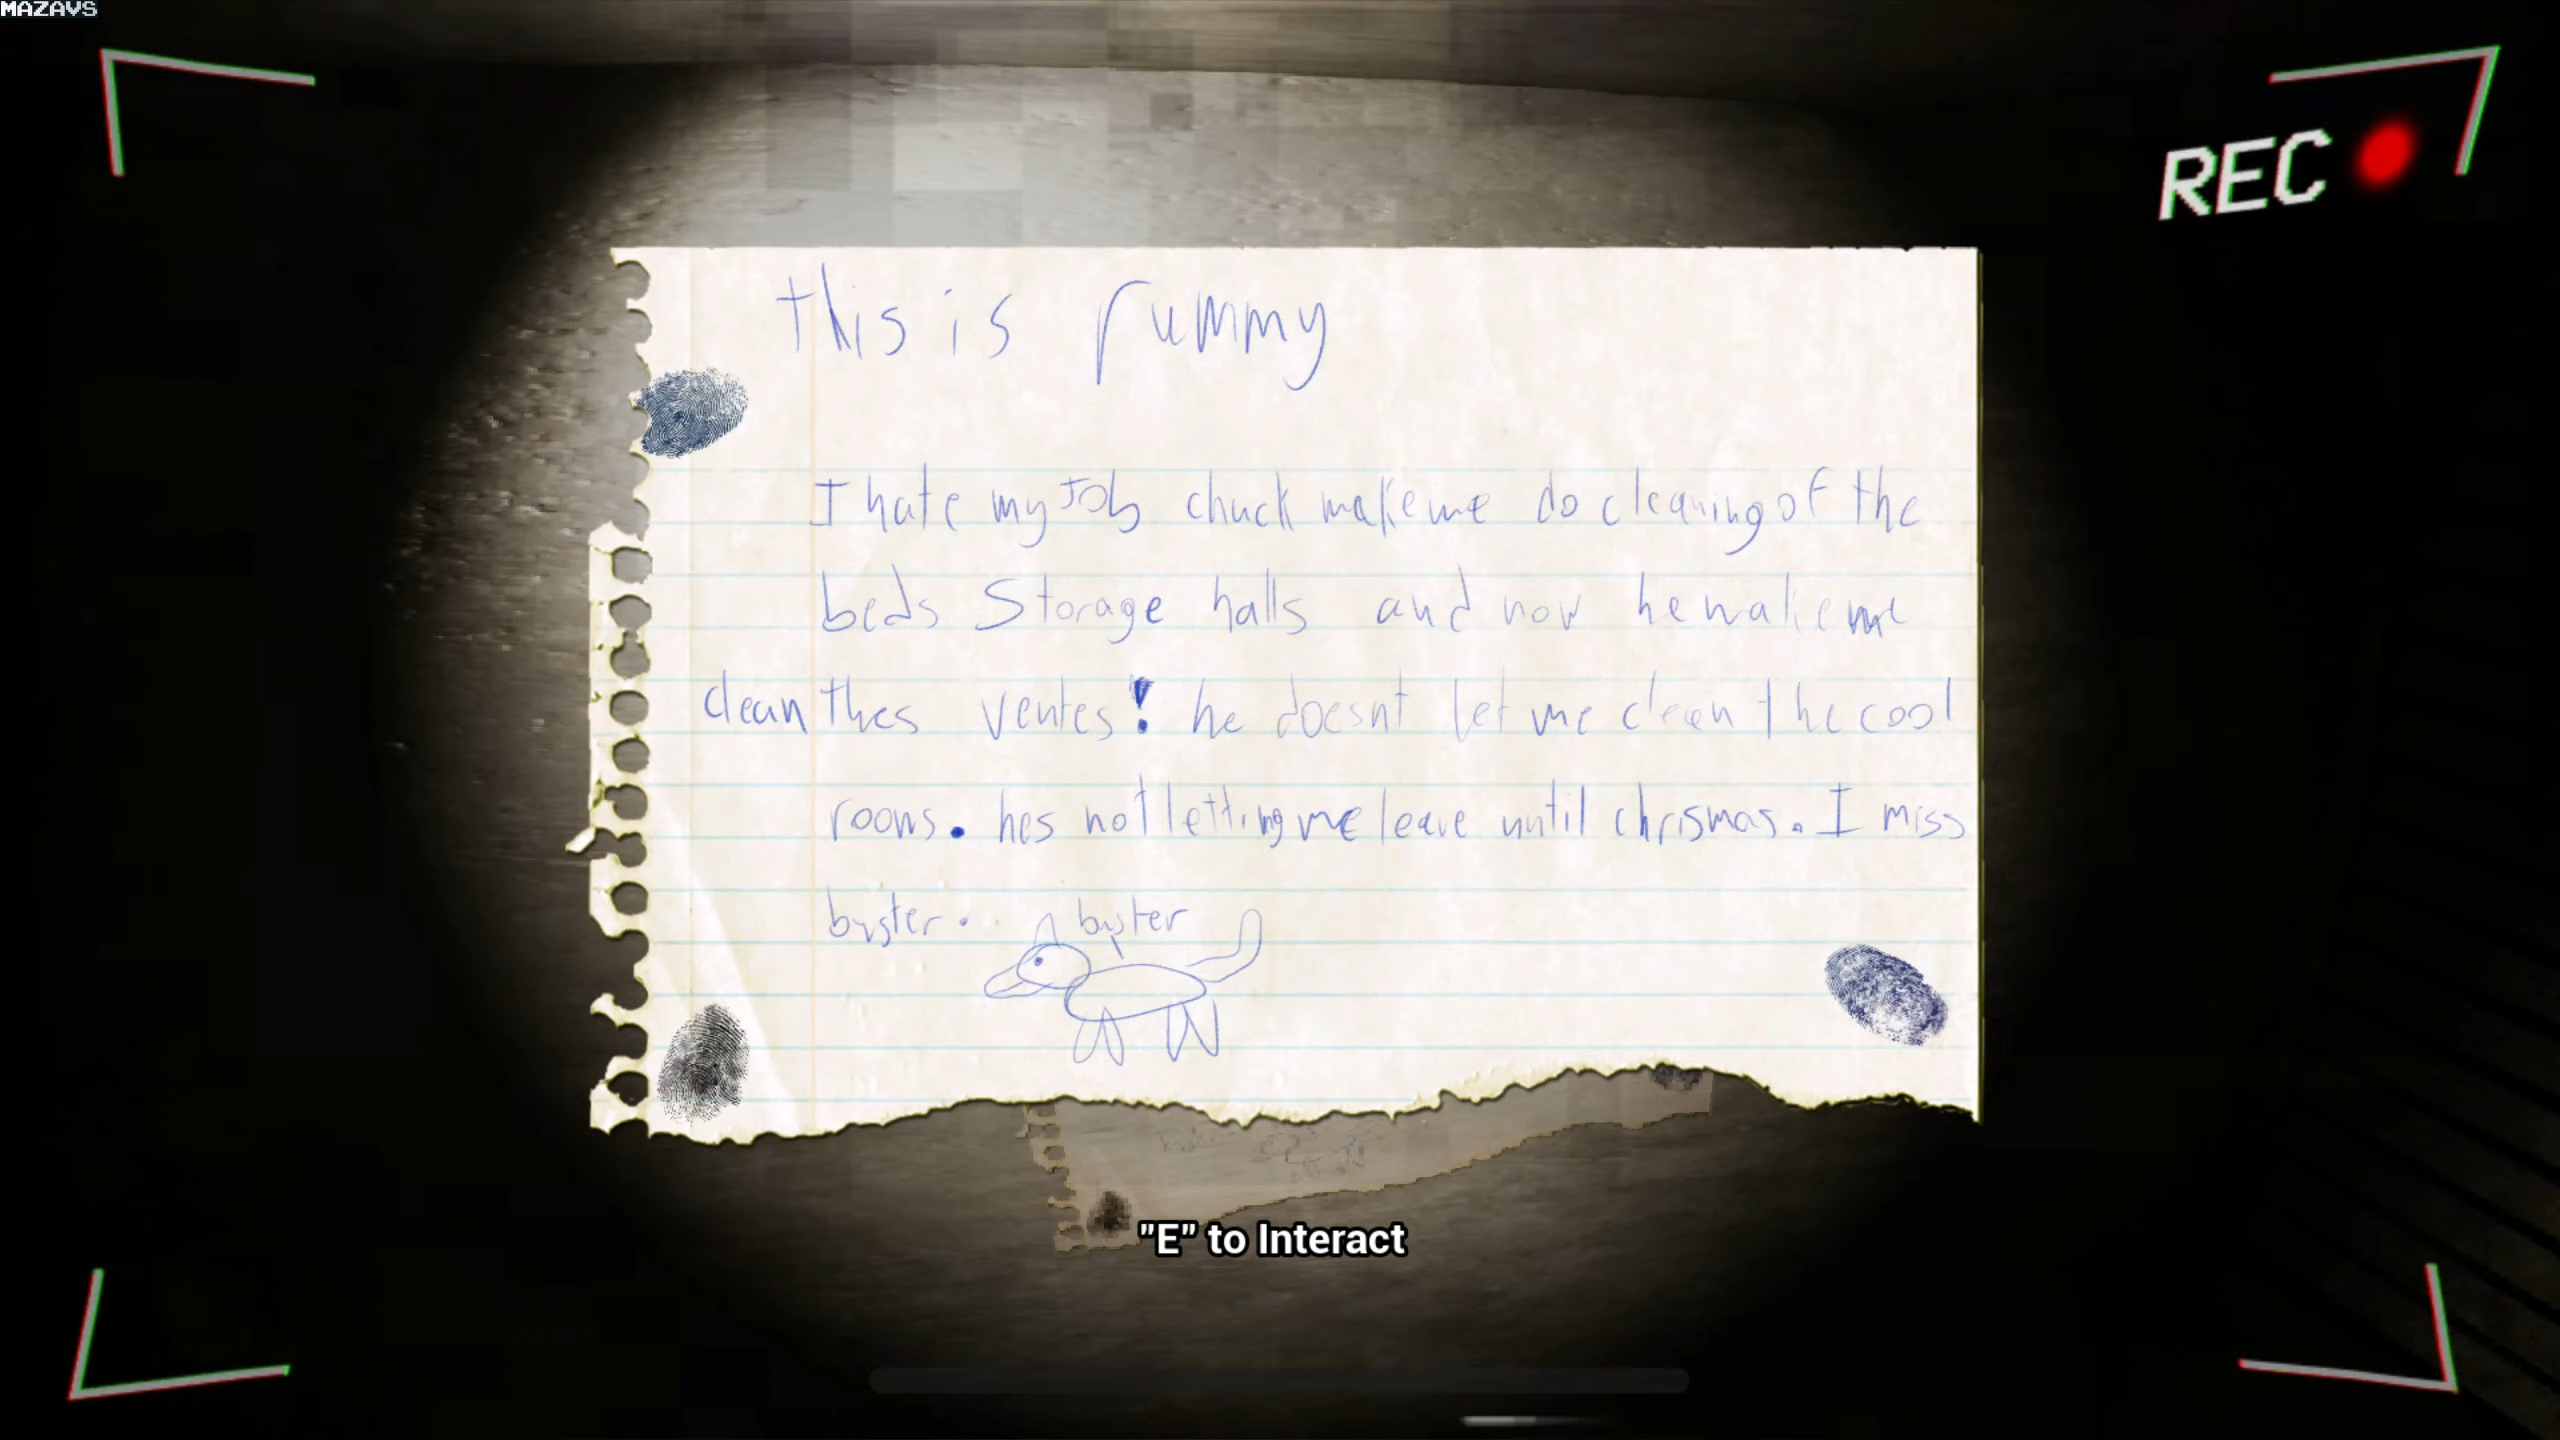 MAZAVS
REC
this is rummy
I hate my Job chuck make me do cleaning of the
beds Storage halls and now he make me
clean thes ventes! he doesnt let me clean the cool
rooms. hes not letting me leave until chrismas. I miss
buster.
buster
"E" to Interact